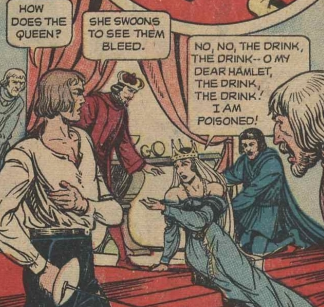 HOW
DOES THE
QUEEN?
SHE SWOONS
TO SEE THEM
BLEED.
NO, NO, THE DRINK,
THE DRINK--O MY
DEAR HAMLET,
THE DRINK,
THE DRINK!
I AM
POISONED!